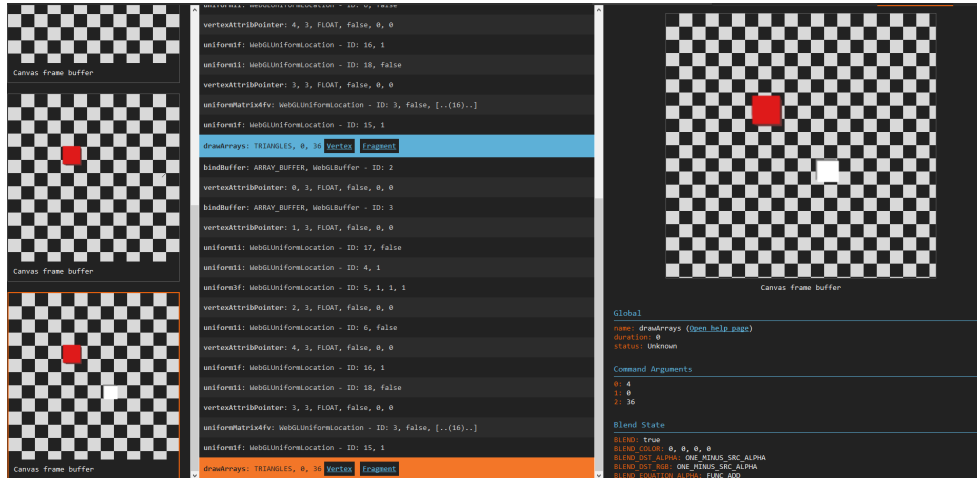 Canvas frame buffer
Canvas frame buffer
Canvas frame buffer
vertexAttribPointer: 4, 3, FLOAT, false, 0, 0
uniform1f: WebGLUniformLocation - ID: 16, 1
uniform1i: WebGLUniformLocation - ID: 18, false
vertexAttribPointer: 3, 3, FLOAT, false, 0, 0
uniformMatrix4fv: WebGLUniformLocation - ID: 3, false, [..(16)..]
uniform1f: WebGLUniformLocation - ID: 15, 1
drawArrays: TRIANGLES, 0, 36 Vertex Fragment
bindBuffer: ARRAY_BUFFER, WebGLBuffer - ID: 2
vertexAttribPointer: 0, 3, FLOAT, false, 0, 0
bindBuffer: ARRAY_BUFFER, WebGLBuffer - ID: 3
vertexAttribPointer: 1, 3, FLOAT, false, 0, 0
uniform1i: WebGLUniformLocation - ID: 17, false
uniform1i: WebGLUniformLocation - ID: 4, 1
uniform3f: WebGLUniformLocation - ID: 5, 1, 1, 1
vertexAttribPointer: 2, 3, FLOAT, false, 0, 0
uniform1i: WebGLUniformLocation - ID: 6, false
vertexAttribPointer: 4, 3, FLOAT, false, 0, 0
uniform1f: WebGLUniformLocation - ID: 16, 1
uniform1i: WebGLUniformLocation - ID: 18, false
vertexAttribPointer: 3, 3, FLOAT, false, 0, 0
uniformMatrix4fv: WebGLUniformLocation - ID: 3, false, [..(16)..]
uniform1f: WebGLUniformLocation - ID: 15, 1
drawArrays: TRIANGLES, 0, 36 Vertex Fragment
Canvas frame buffer
Global
name: drawArrays (Open help page)
duration: 0
status: Unknown
Command Arguments
0: 4
1: 0
2: 36
Blend State
BLEND: true
BLEND_COLOR: 0, 0, 0, 0
BLEND_DST_ALPHA: ONE_MINUS_SRC_ALPHA
BLEND_DST_RGB: ONE_MINUS_SRC_ALPHA
BLEND_EQUATION_ALPHA: FUNC_ADD